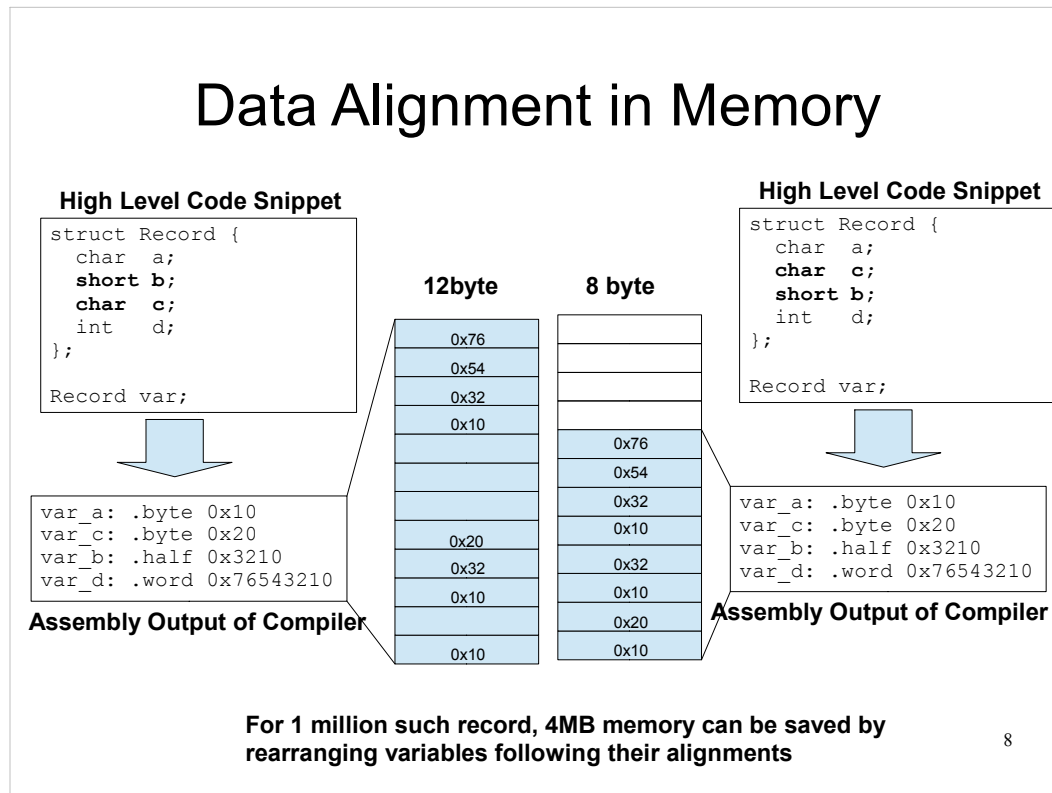 Data Alignment in Memory
High Level Code Snippet
struct Record {
  char  a;
  short b;
  char  c;
  int   d;
};
Record var;
var_a: .byte 0x10
var_c: .byte 0x20
var_b: .half 0x3210
var_d: .word 0x76543210
Assembly Output of Compiler
12byte
0x76
0x54
0x32
0x10
0x20
0x32
0x10
0x10
8 byte
0x76
0x54
0x32
0x10
0x32
0x10
0x20
0x10
High Level Code Snippet
struct Record {
  char  a;
  char  c;
  short b;
  int   d;
};
Record var;
var_a: .byte 0x10
var_c: .byte 0x20
var_b: .half 0x3210
var_d: .word 0x76543210
Assembly Output of Compiler
For 1 million such record, 4MB memory can be saved by
rearranging variables following their alignments
8